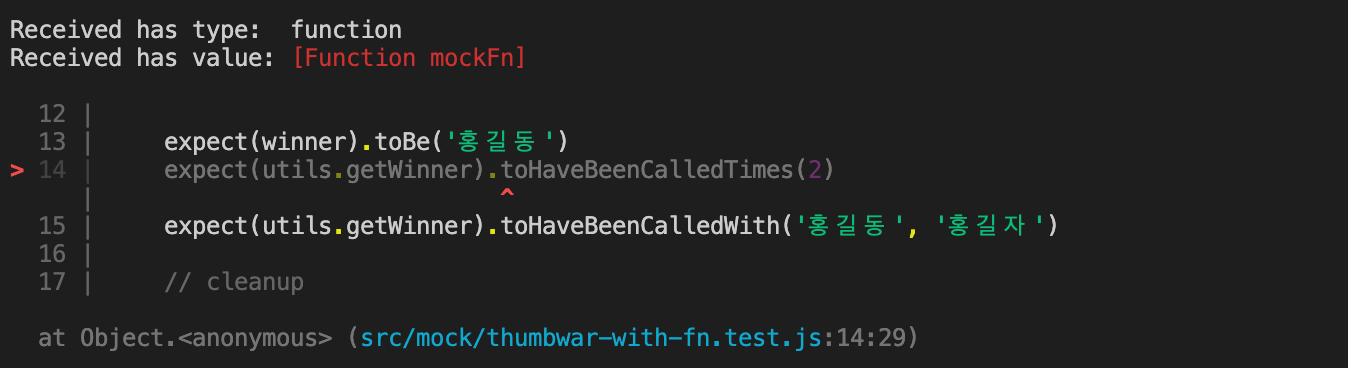 Received has type:  function
Received has value: [Function mockFn]
12 |
13 |     expect(winner).toBe('홍길동')
> 14 |     expect(utils.getWinner).toHaveBeenCalledTimes(2)
|                             ^
15 |     expect(utils.getWinner).toHaveBeenCalledWith('홍길동', '홍길자')
16 |
17 |     // cleanup
at Object.<anonymous> (src/mock/thumbwar-with-fn.test.js:14:29)